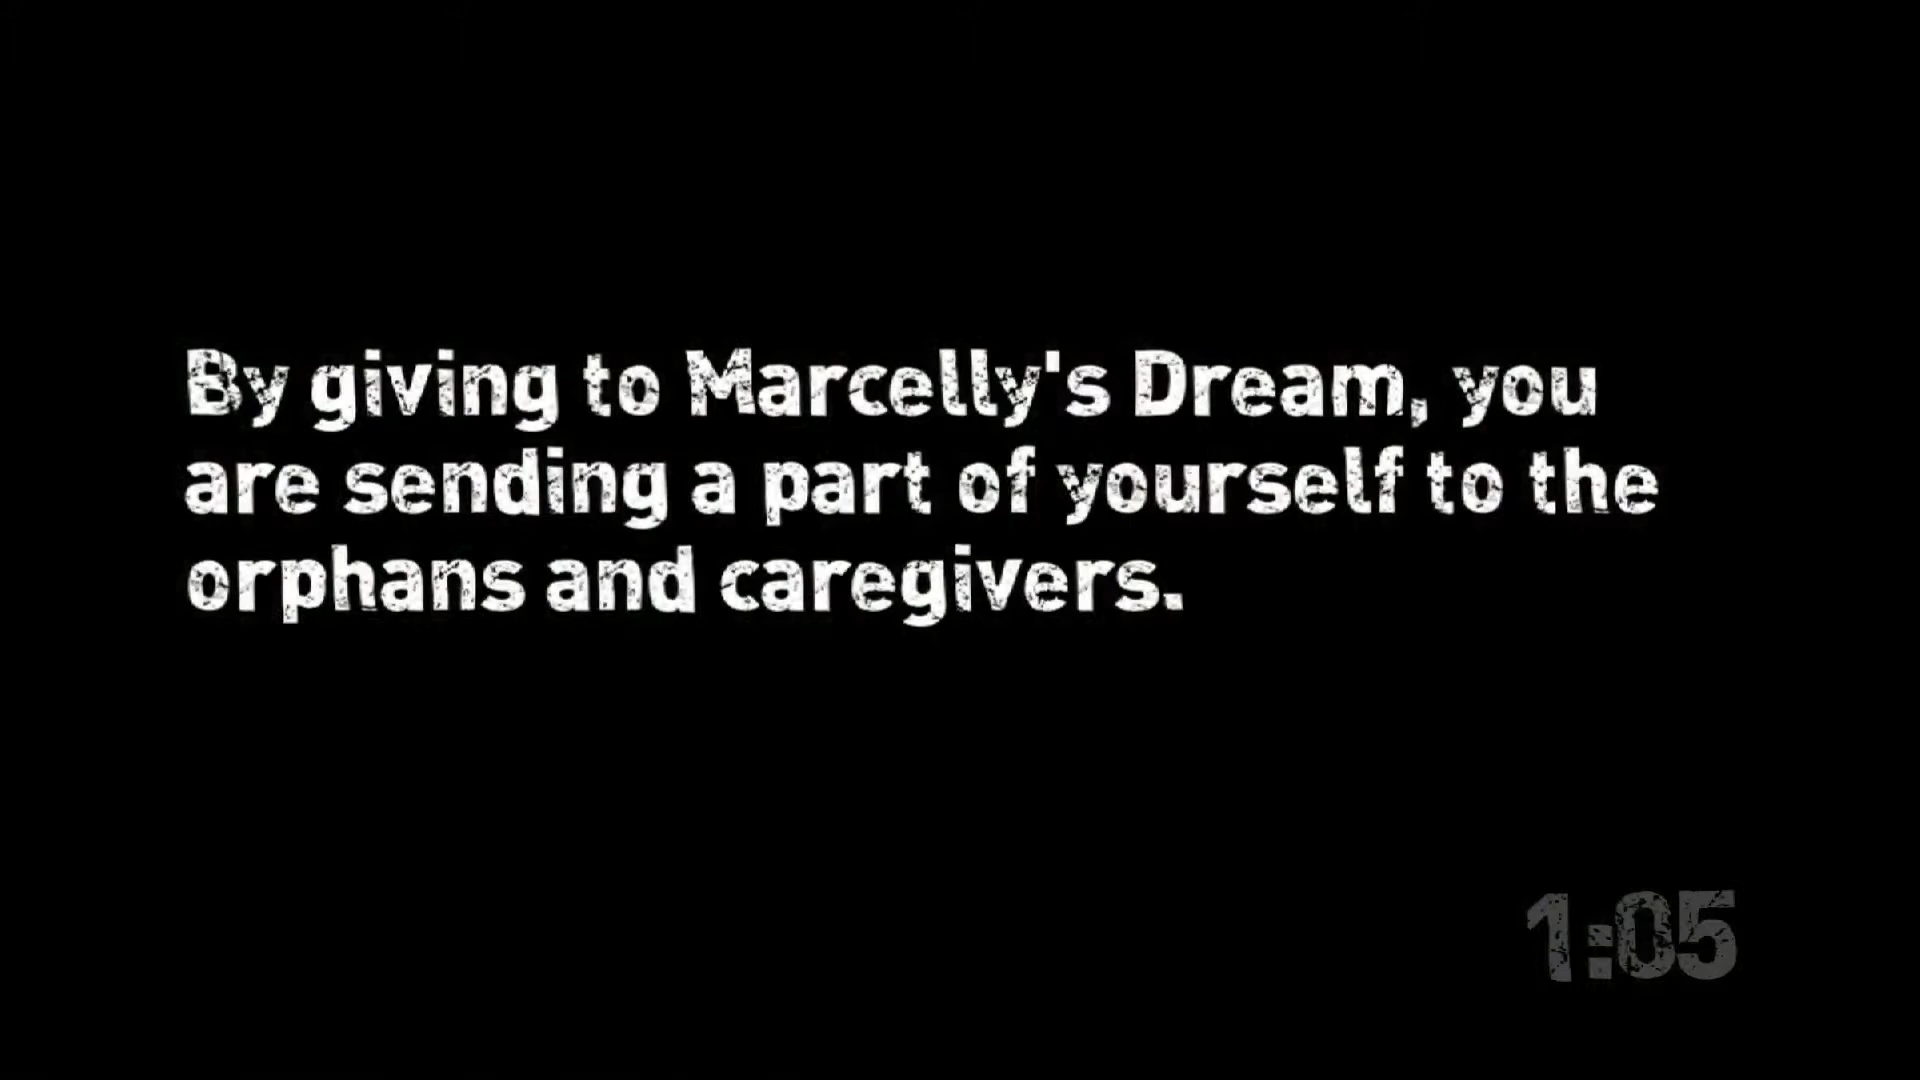 By giving to Marcelly's Dream, you
are sending a part of yourself to the
orphans and caregivers.
1:05